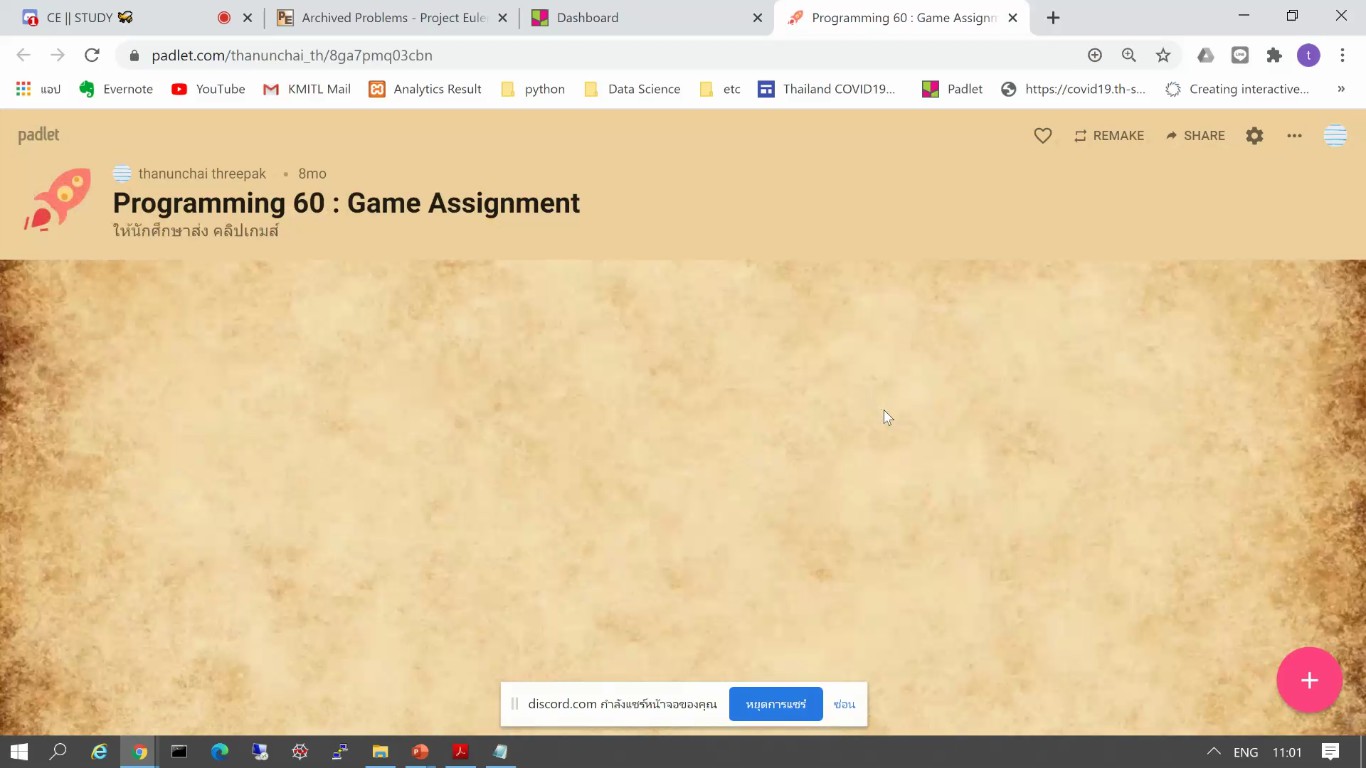 CE || STUDY
Archived Problems - Project Eule
Dashboard
Programming 60 : Game Assignm
padlet.com/thanunchai_th/8ga7pmq03cbn
t
แอป
Evernote
YouTube
KMITL Mail
Analytics Result
python
Data Science
etc
Thailand COVID19...
Padlet
https://covid19.th-s...
Creating interactive...
»
padlet
REMAKE
SHARE
thanunchai threepak • 8mo
Programming 60 : Game Assignment
ให้นักศึกษาส่ง คลิปเกมส์
discord.com กำลังแชร์หน้าจอของคุณ
หยุดการแชร์
ซ่อน
ENG
11:01